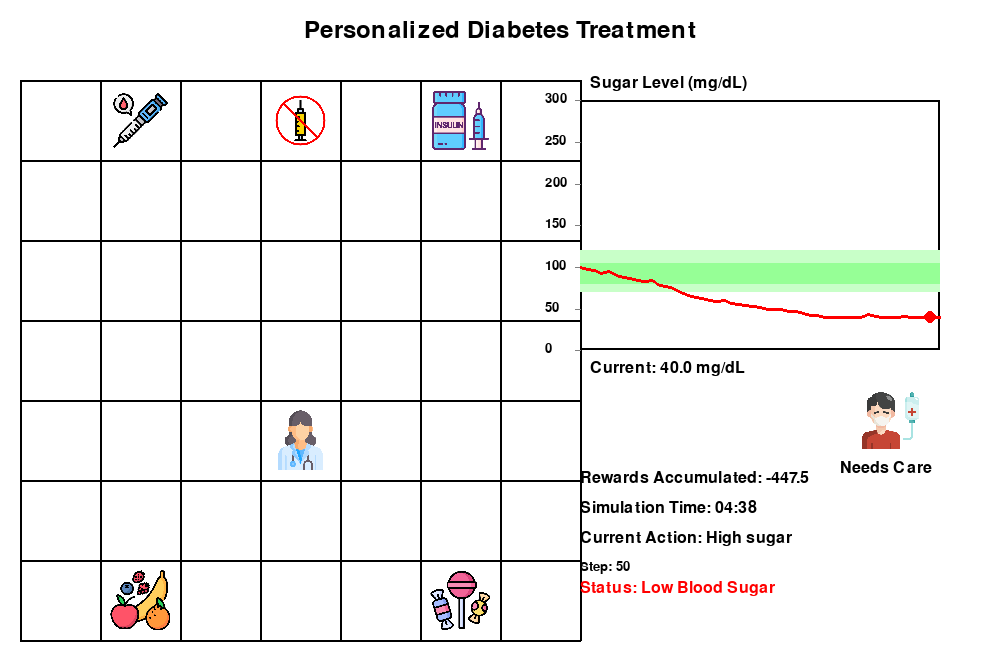 Personalized Diabetes Treatment
Sugar Level (mg/dL)
300
INSULIN
250
200
150
100
50
0
Current: 40.0 mg/dL
Needs Care
Rewards Accumulated: -447.5
Simulation Time: 04:38
Current Action: High sugar
Step: 50
Status: Low Blood Sugar